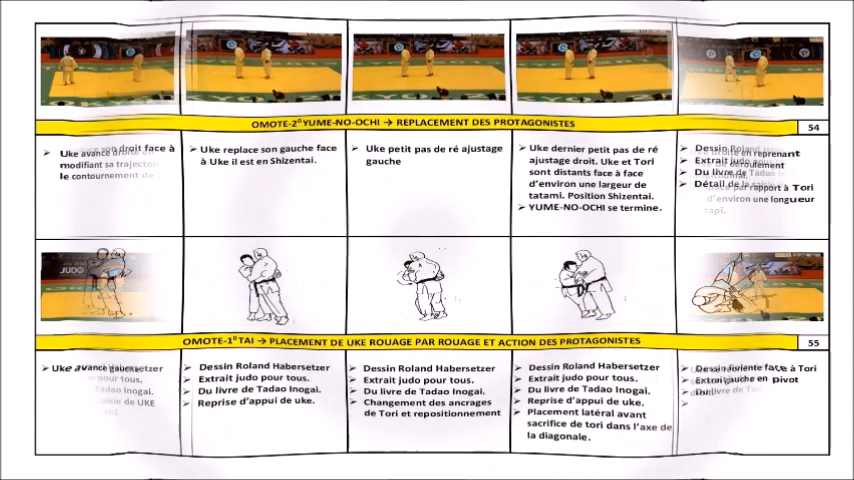 OMOTE-2° YUME-NO-OCHI → REPLACEMENT DES PROTAGONISTES
54
Uke avance
son droit face à
modifiant sa
le contournement de
➢ Uke replace son gauche face
à Uke il est en Shizentai.
➢ Uke petit pas de ré ajustage
gauche
➢ Uke dernier petit pas de ré
ajustage droit. Uke et Tori
sont distants face à face
d'environ une largeur de
tatami. Position Shizentai.
➢ YUME-NO-OCHI se termine.
➢ Dessin
en reprenant
➢ Extrait judo
➢ Du livre de Tadao
➢ Détail de la
par rapport à Tori
d'environ une longueur
JUDO
OMOTE-1° TAI → PLACEMENT DE UKE ROUAGE PAR ROUAGE ET ACTION DES PROTAGONISTES
55
➢ Uke avance
pour tous.
Tadao Inogai.
de UKE
➢ Dessin Roland Habersetzer
➢ Extrait judo pour tous.
➢ Du livre de Tadao Inogai.
➢ Reprise d'appui de uke.
➢ Dessin Roland Habersetzer
➢ Extrait judo pour tous.
➢ Du livre de Tadao Inogai.
➢ Changement des ancrages
de Tori et repositionnement
➢ Dessin Roland Habersetzer
➢ Extrait judo pour tous.
➢ Du livre de Tadao Inogai.
➢ Reprise d'appui de uke.
➢ Placement latéral avant
sacrifice de tori dans l'axe de
la diagonale.
face à Tori
gauche en pivot